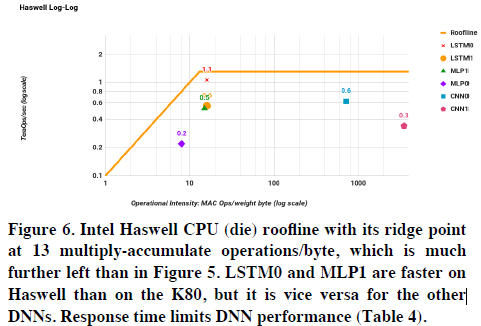 Haswell Log-Log
TeraOps/sec (log scale)
2
1
0.8
0.6
0.4
0.2
0.1
1.1
0.5
0.2
0.6
0.3
1
10
100
1000
Operational Intensity: MAC Ops/weight byte (log scale)
Roofline
LSTM0
LSTM1
MLP1
MLP0
CNN0
CNN1
Figure 6. Intel Haswell CPU (die) roofline with its ridge point
at 13 multiply-accumulate operations/byte, which is much
further left than in Figure 5. LSTM0 and MLP1 are faster on
Haswell than on the K80, but it is vice versa for the other
DNNs. Response time limits DNN performance (Table 4).